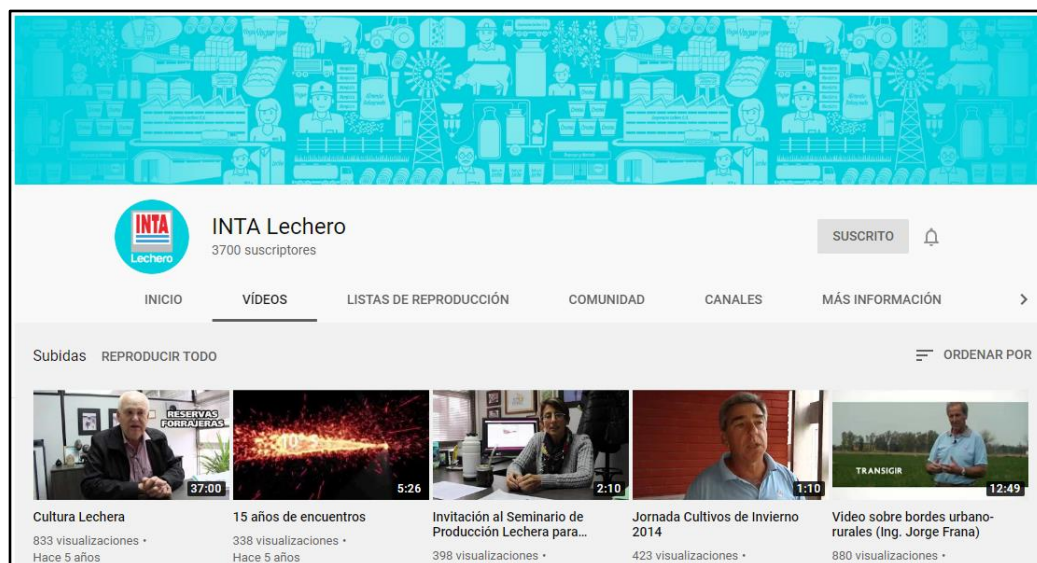 INTA
Lechero
INTA Lechero
3700 suscriptores
SUSCRITO
INICIO
VÍDEOS
LISTAS DE REPRODUCCIÓN
COMUNIDAD
CANALES
MÁS INFORMACIÓN
Subidas
REPRODUCIR TODO
ORDENAR POR
RESERVAS
FORRAJERAS
37:00
5:26
2:10
1:10
TRANSIGIR
12:49
Cultura Lechera
833 visualizaciones •
Hace 5 años
15 años de encuentros
338 visualizaciones •
Hace 5 años
Invitación al Seminario de
Producción Lechera para...
398 visualizaciones •
Jornada Cultivos de Invierno
2014
423 visualizaciones •
Video sobre bordes urbano-
rurales (Ing. Jorge Frana)
880 visualizaciones •